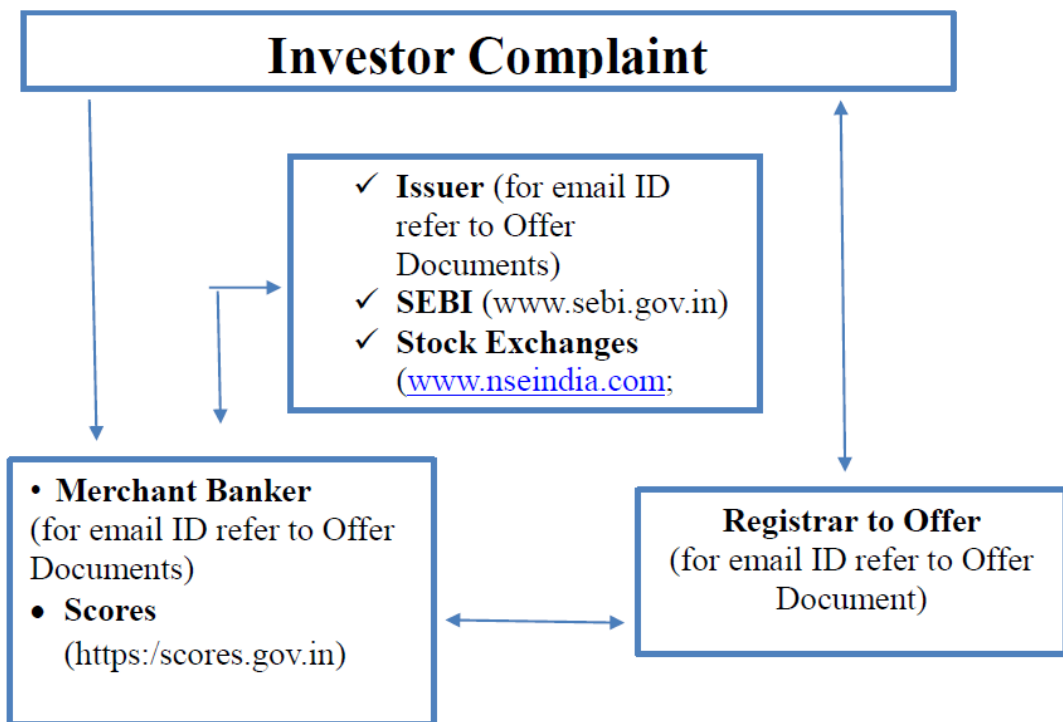 Investor Complaint
✓ Issuer (for email ID
refer to Offer
Documents)
✓ SEBI (www.sebi.gov.in)
✓ Stock Exchanges
(www.nseindia.com;
• Merchant Banker
(for email ID refer to Offer
Documents)
• Scores
(https:/scores.gov.in)
Registrar to Offer
(for email ID refer to Offer
Document)